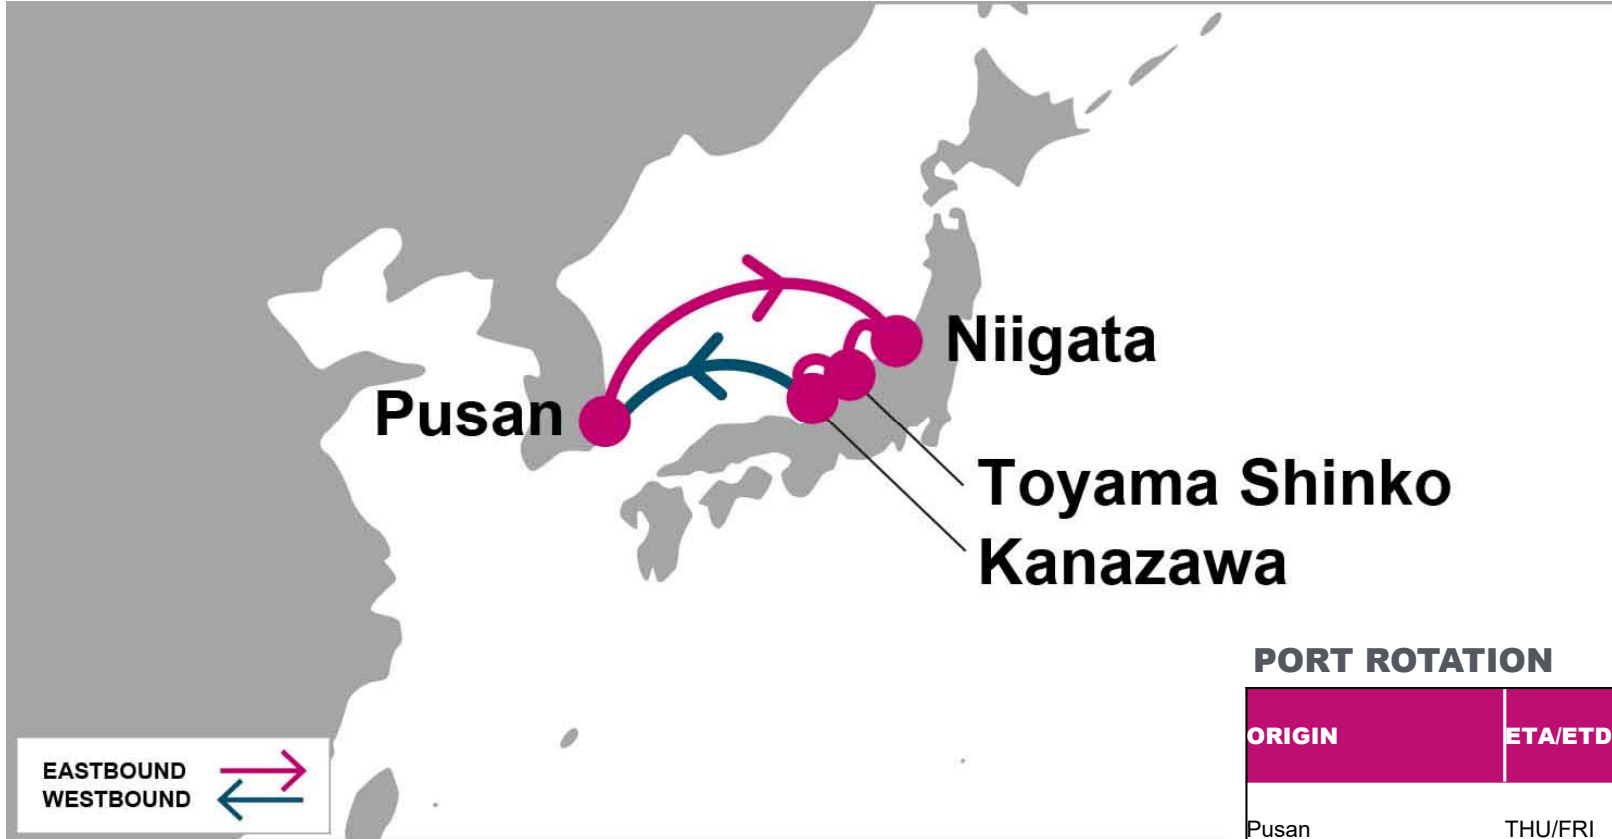 Niigata
Pusan
Toyama Shinko
Kanazawa
PORT ROTATION
ORIGIN ETA/ETD
Pusan THU/FRI
EASTBOUND
WESTBOUND